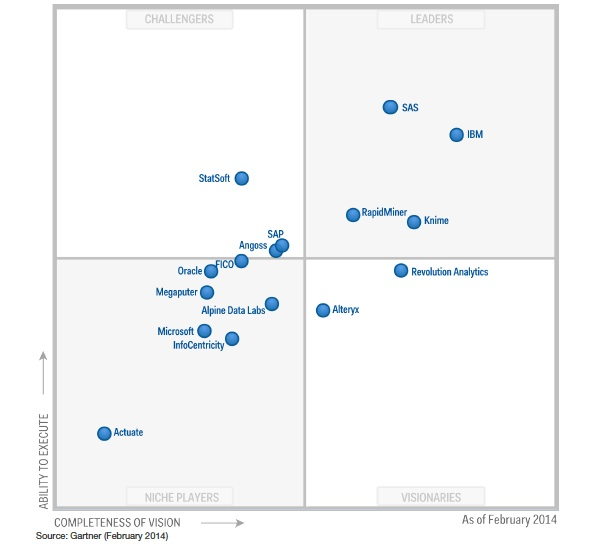 CHALLENGERS
LEADERS
SAS
IBM
StatSoft
RapidMiner
Knime
SAP
Angoss
FICO
Oracle
Revolution Analytics
Megaputer
Alpine Data Labs
Alteryx
Microsoft
InfoCentricity
Actuate
ABILITY TO EXECUTE
NICHE PLAYERS
VISIONARIES
COMPLETENESS OF VISION
As of February 2014
Source: Gartner (February 2014)